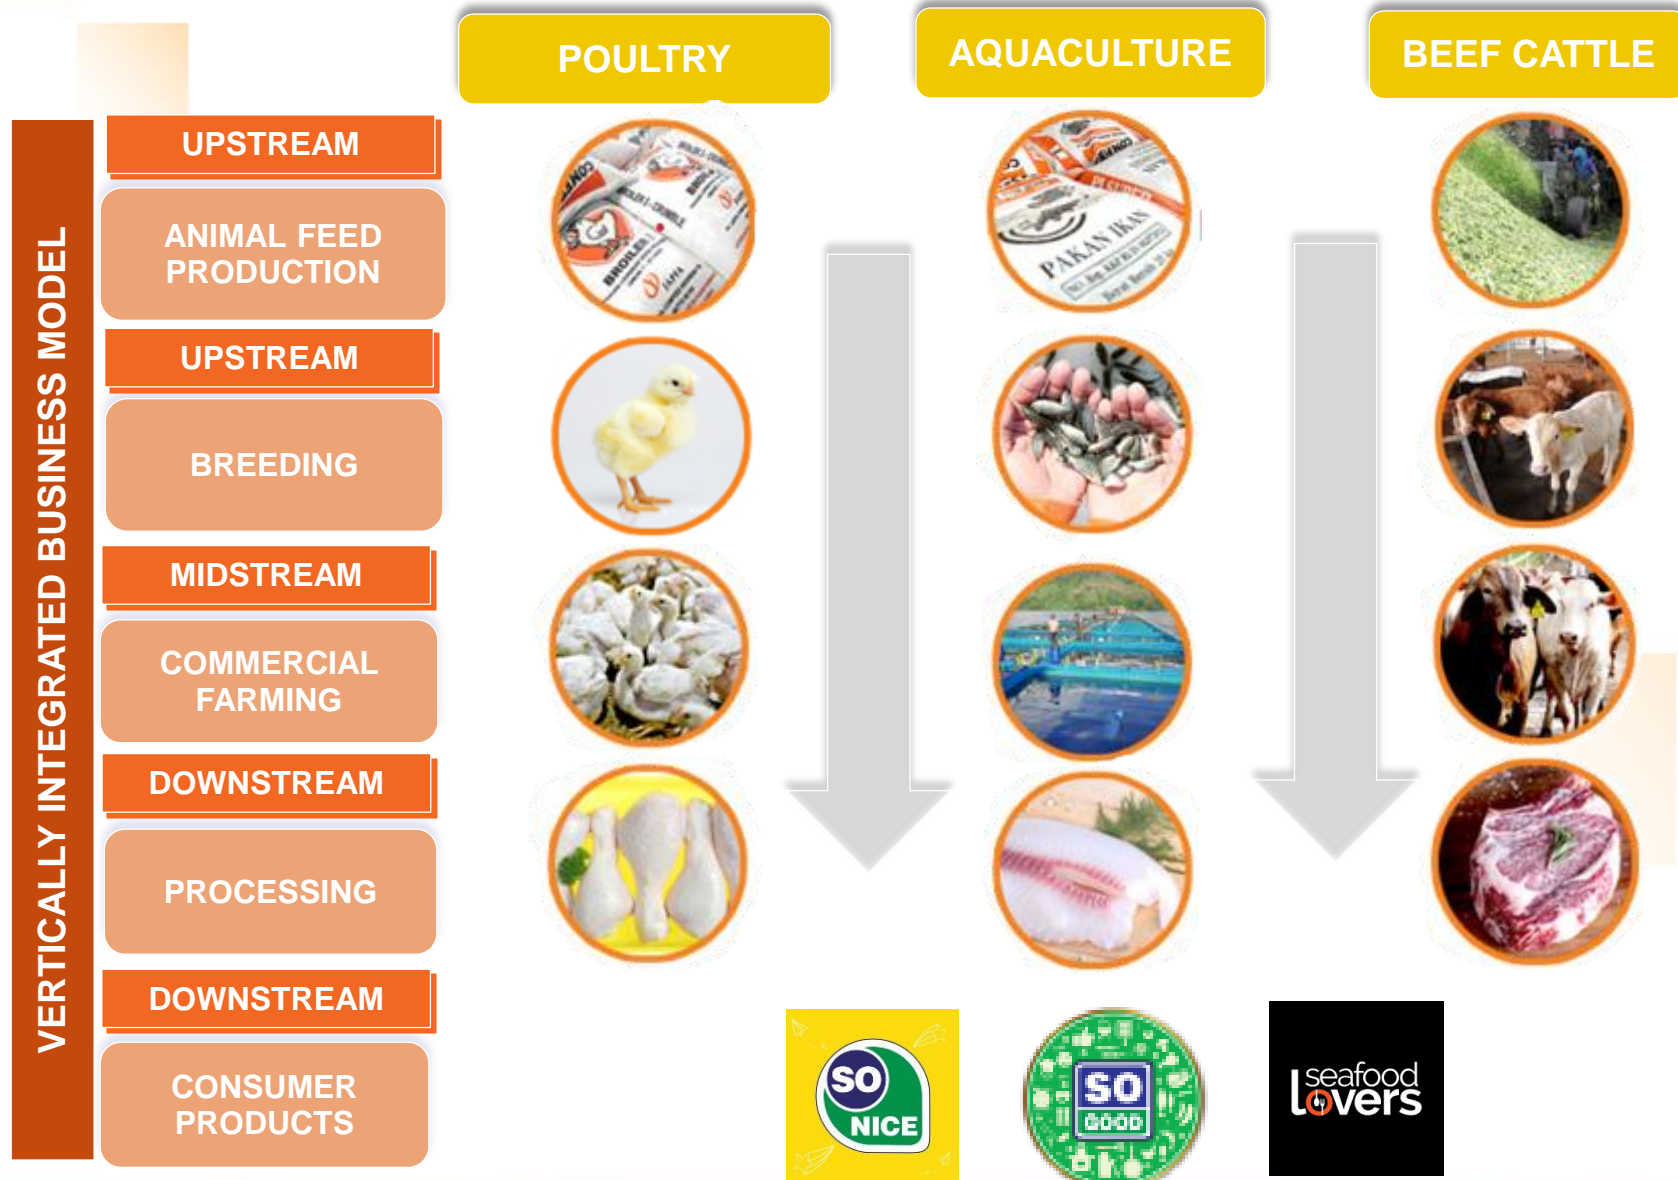 POULTRY
AQUACULTURE
BEEF CATTLE
VERTICALLY INTEGRATED BUSINESS MODEL
UPSTREAM
ANIMAL FEED
PRODUCTION
BROILER
JAPFA
PAKAN IKAN
UPSTREAM
BREEDING
MIDSTREAM
COMMERCIAL
FARMING
DOWNSTREAM
PROCESSING
DOWNSTREAM
CONSUMER
PRODUCTS
SO
NICE
SO
GOOD
seafood
Lovers